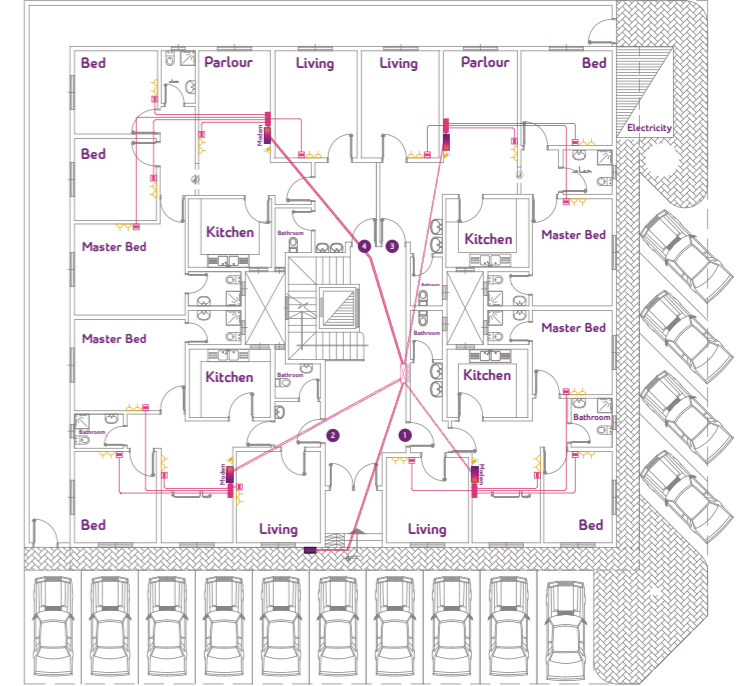 Bed
Parlour
Living
Living
Parlour
Bed
Modem
Electricity
Bed
Kitchen
Bathroom
4
3
Kitchen
Master Bed
Master Bed
Bathroom
Bathroom
Master Bed
Master Bed
Kitchen
Bathroom
Bathroom
Kitchen
Bathroom
Bathroom
2
1
Modem
Modem
Bed
Living
Living
Bed